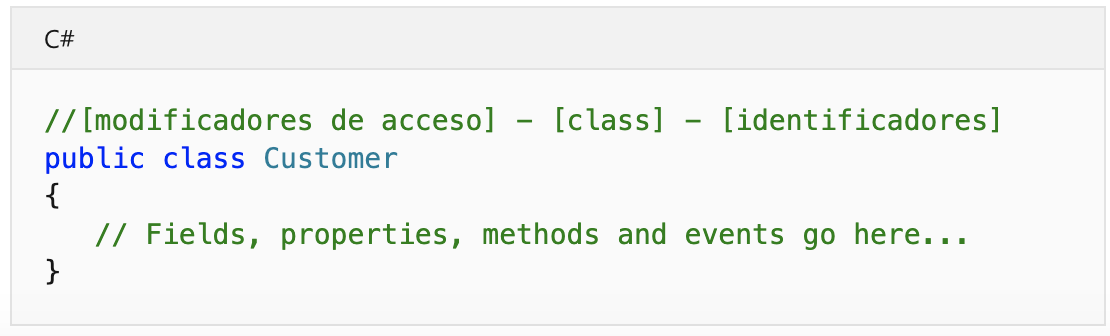 C#
//[modificadores de acceso] - [class] - [identificadores]
public class Customer
{
   // Fields, properties, methods and events go here...
}